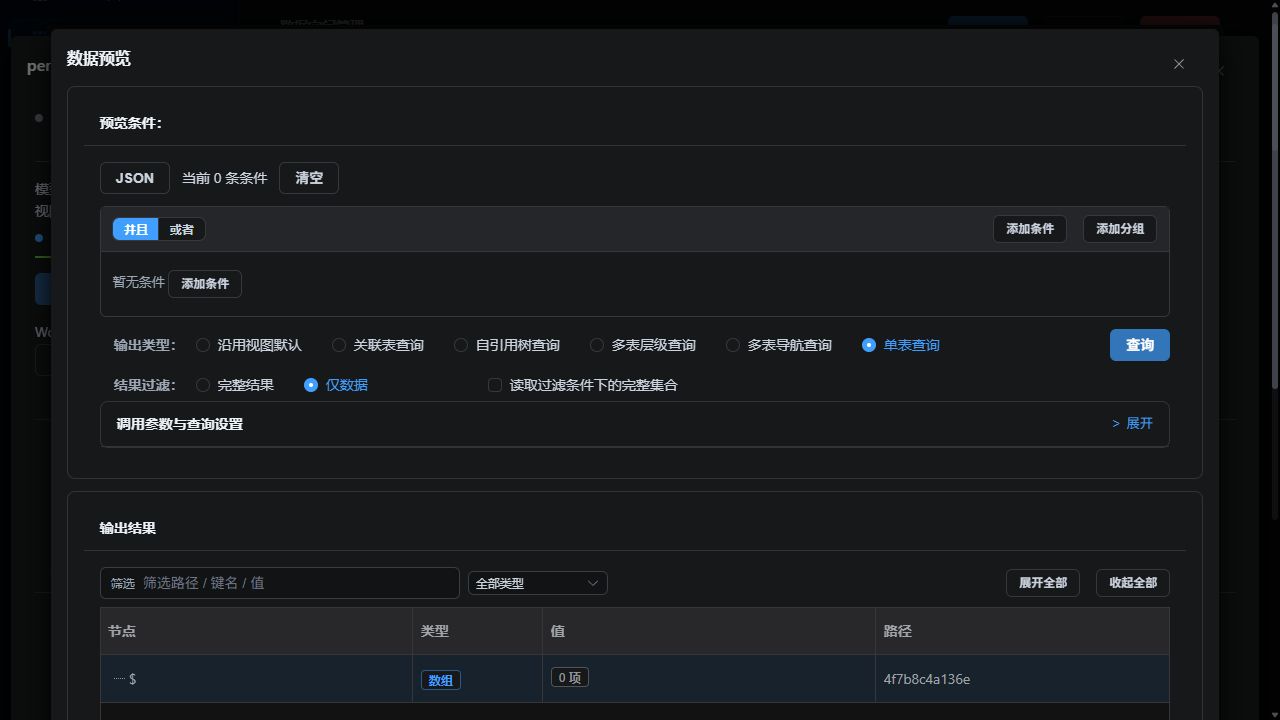 数据预览
per
预览条件:
JSON 当前 0 条条件 清空
模
视
并且 或者 添加条件 添加分组
暂无条件 添加条件
Wo
输出类型: 沿用视图默认 关联表查询 自引用树查询 多表层级查询 多表导航查询 单表查询 查询
结果过滤: 完整结果 仅数据 读取过滤条件下的完整集合
调用参数与查询设置 > 展开
输出结果
筛选 筛选路径 / 键名 / 值 全部类型 展开全部 收起全部
节点 类型 值 路径
$ 数组 0 项 4f7b8c4a136e